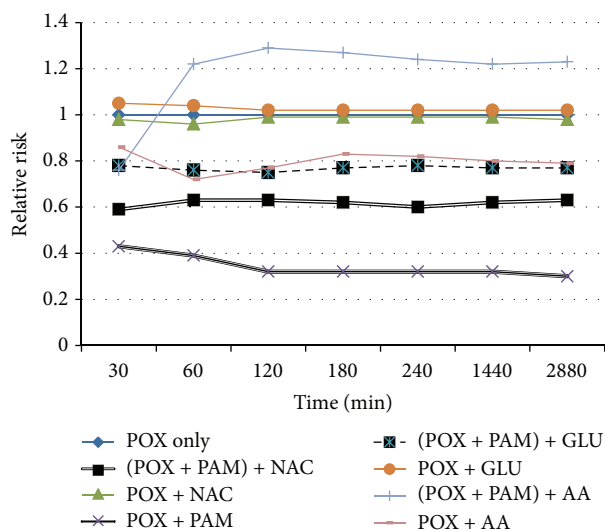 1.4
1.2
1
0.8
0.6
0.4
0.2
0
Relative risk
30 60 120 180 240 1440 2880
Time (min)
POX only (POX + PAM) + GLU
(POX + PAM) + NAC POX + GLU
POX + NAC (POX + PAM) + AA
POX + PAM POX + AA